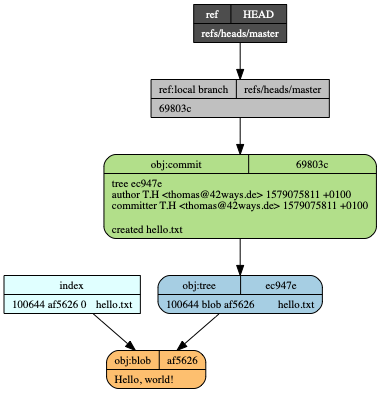 ref HEAD
refs/heads/master
ref:local branch refs/heads/master
69803c
obj:commit 69803c
tree ec947e
author T.H <thomas@42ways.de> 1579075811 +0100
committer T.H <thomas@42ways.de> 1579075811 +0100
created hello.txt
index
100644 af5626 0 hello.txt
obj:tree ec947e
100644 blob af5626 hello.txt
obj:blob af5626
Hello, world!